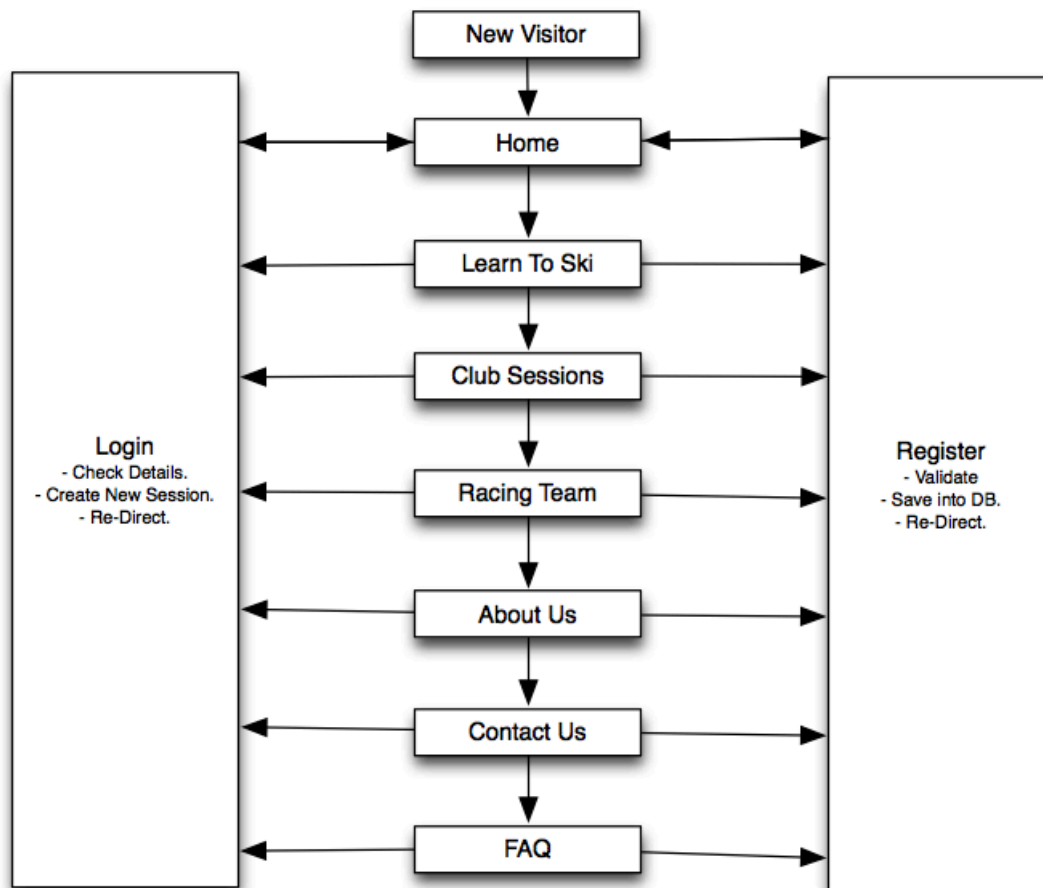 New Visitor
Home
Learn To Ski
Club Sessions
Login
- Check Details.
- Create New Session.
- Re-Direct.
Racing Team
Register
- Validate
- Save into DB.
- Re-Direct.
About Us
Contact Us
FAQ